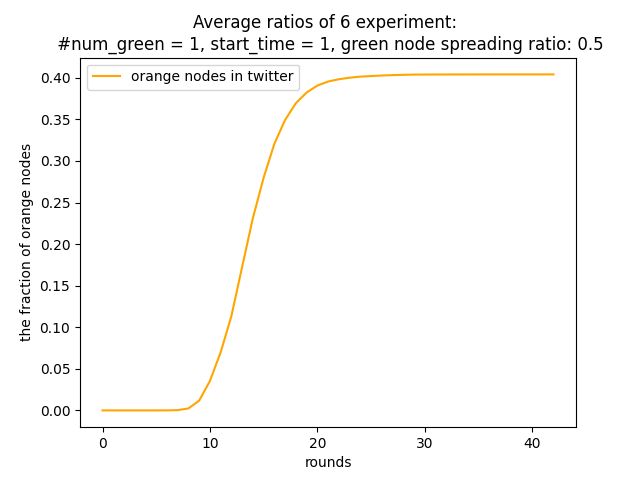 Average ratios of 6 experiment:
#num_green = 1, start_time = 1, green node spreading ratio: 0.5
orange nodes in twitter
the fraction of orange nodes
0.40
0.35
0.30
0.25
0.20
0.15
0.10
0.05
0.00
0 10 20 30 40
rounds